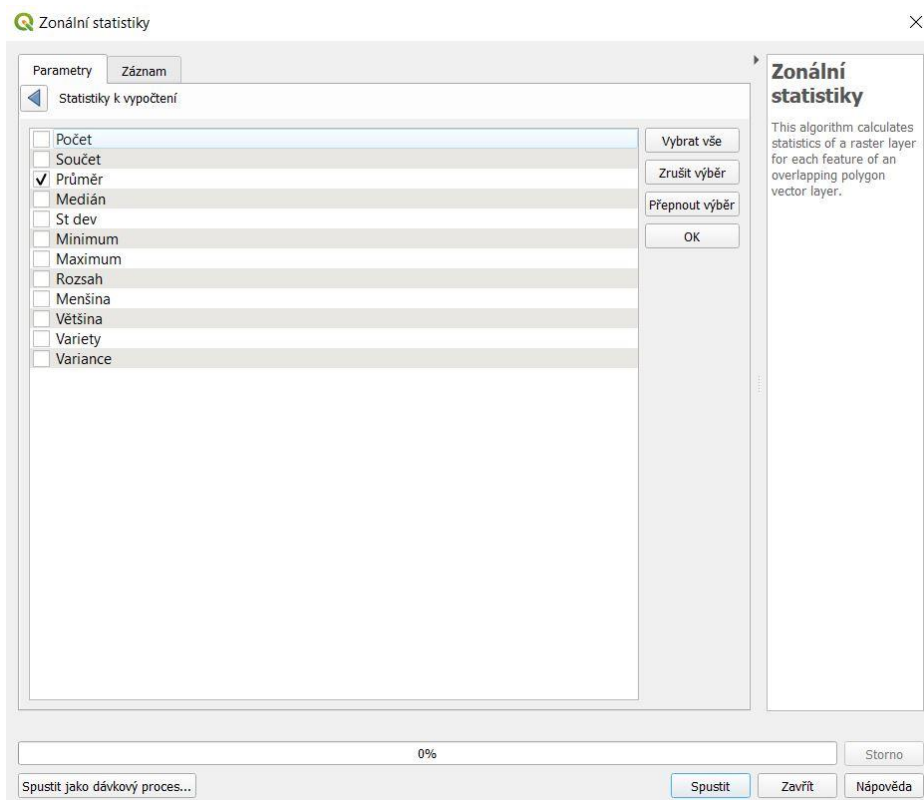 Zonální statistiky
Parametry
Záznam
Statistiky k vypočtení
Počet
Součet
Průměr
Medián
St dev
Minimum
Maximum
Rozsah
Menšina
Většina
Variety
Variance
Vybrat vše
Zrušit výběr
Přepnout výběr
OK
Zonální
statistiky
This algorithm calculates
statistics of a raster layer
for each feature of an
overlapping polygon
vector layer.
0%
Storno
Spustit jako dávkový proces...
Spustit
Zavřít
Nápověda